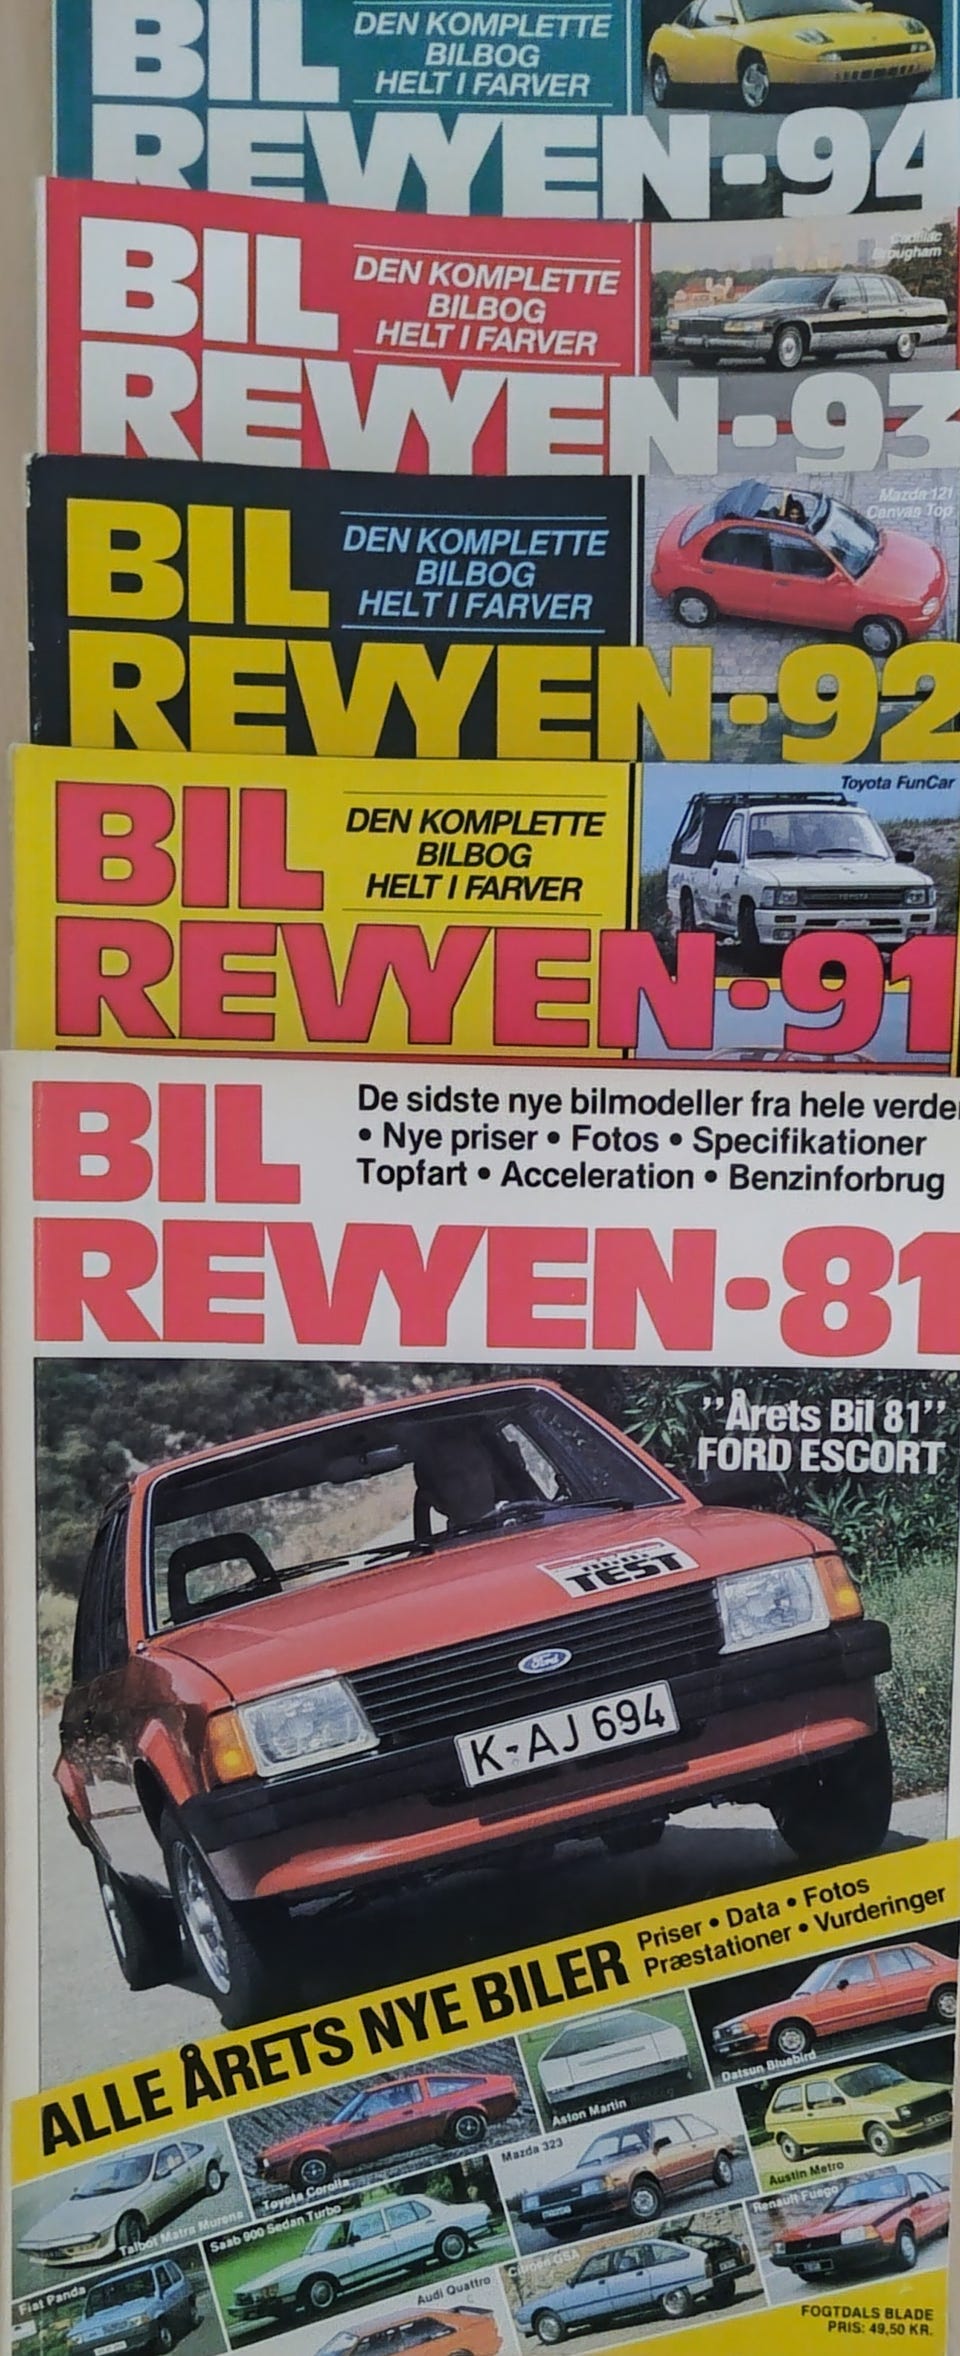 BIL
DEN KOMPLETTE
BILBOG
HELT I FARVER
REVYEN-94
BIL
DEN KOMPLETTE
BILBOG
HELT I FARVER
Cadillac
Brougham
REVYEN-93
BIL
DEN KOMPLETTE
BILBOG
HELT I FARVER
Mazda 121
Canvas Top
REVYEN-92
BIL
DEN KOMPLETTE
BILBOG
HELT I FARVER
Toyota FunCar
TOYOTA
REVYEN-91
BIL
De sidste nye bilmodeller fra hele verde
• Nye priser • Fotos • Specifikationer
Topfart • Acceleration • Benzinforbrug
REVYEN-81
"Årets Bil 81"
FORD ESCORT
TEST
Ford
K-AJ 694
ALLE ÅRETS NYE BILER
Priser • Data • Fotos
Præstationer • Vurderinger
Talbot Matra Murena
Toyota Corolla
Aston Martin
Datsun Bluebird
Fiat Panda
Saab 900 Sedan Turbo
Mazda 323
Austin Metro
Audi Quattro
Citroën GSA
Renault Fuego
FOGTDALS BLADE
PRIS: 49,50 KR.